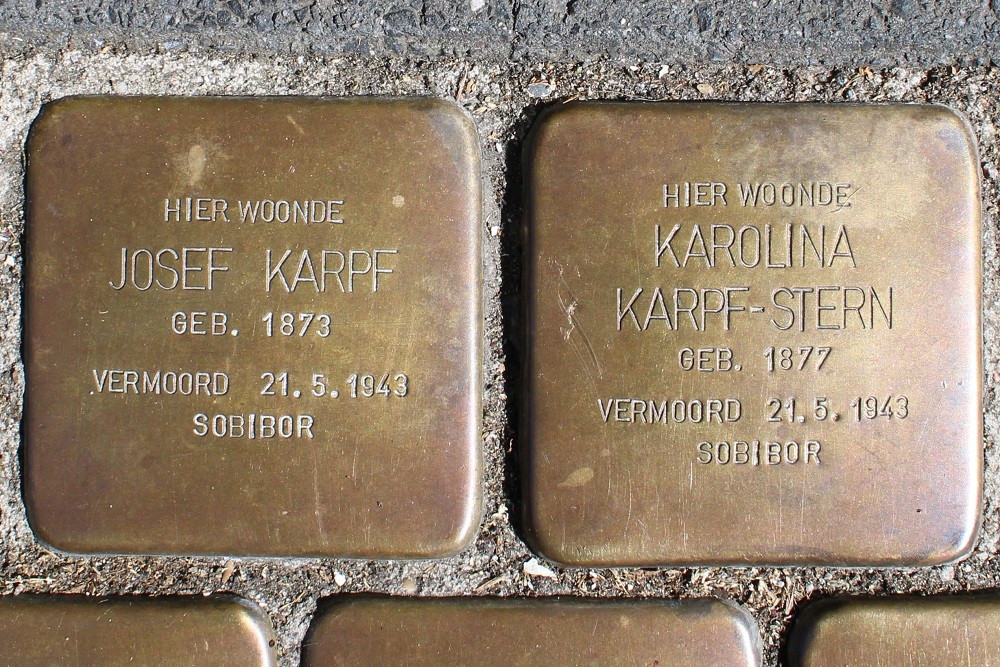 HIER WOONDE
JOSEF KARPF
GEB. 1873
VERMOORD 21.5.1943
SOBIBOR
HIER WOONDE
KAROLINA
KARPF-STERN
GEB. 1877
VERMOORD 21.5.1943
SOBIBOR